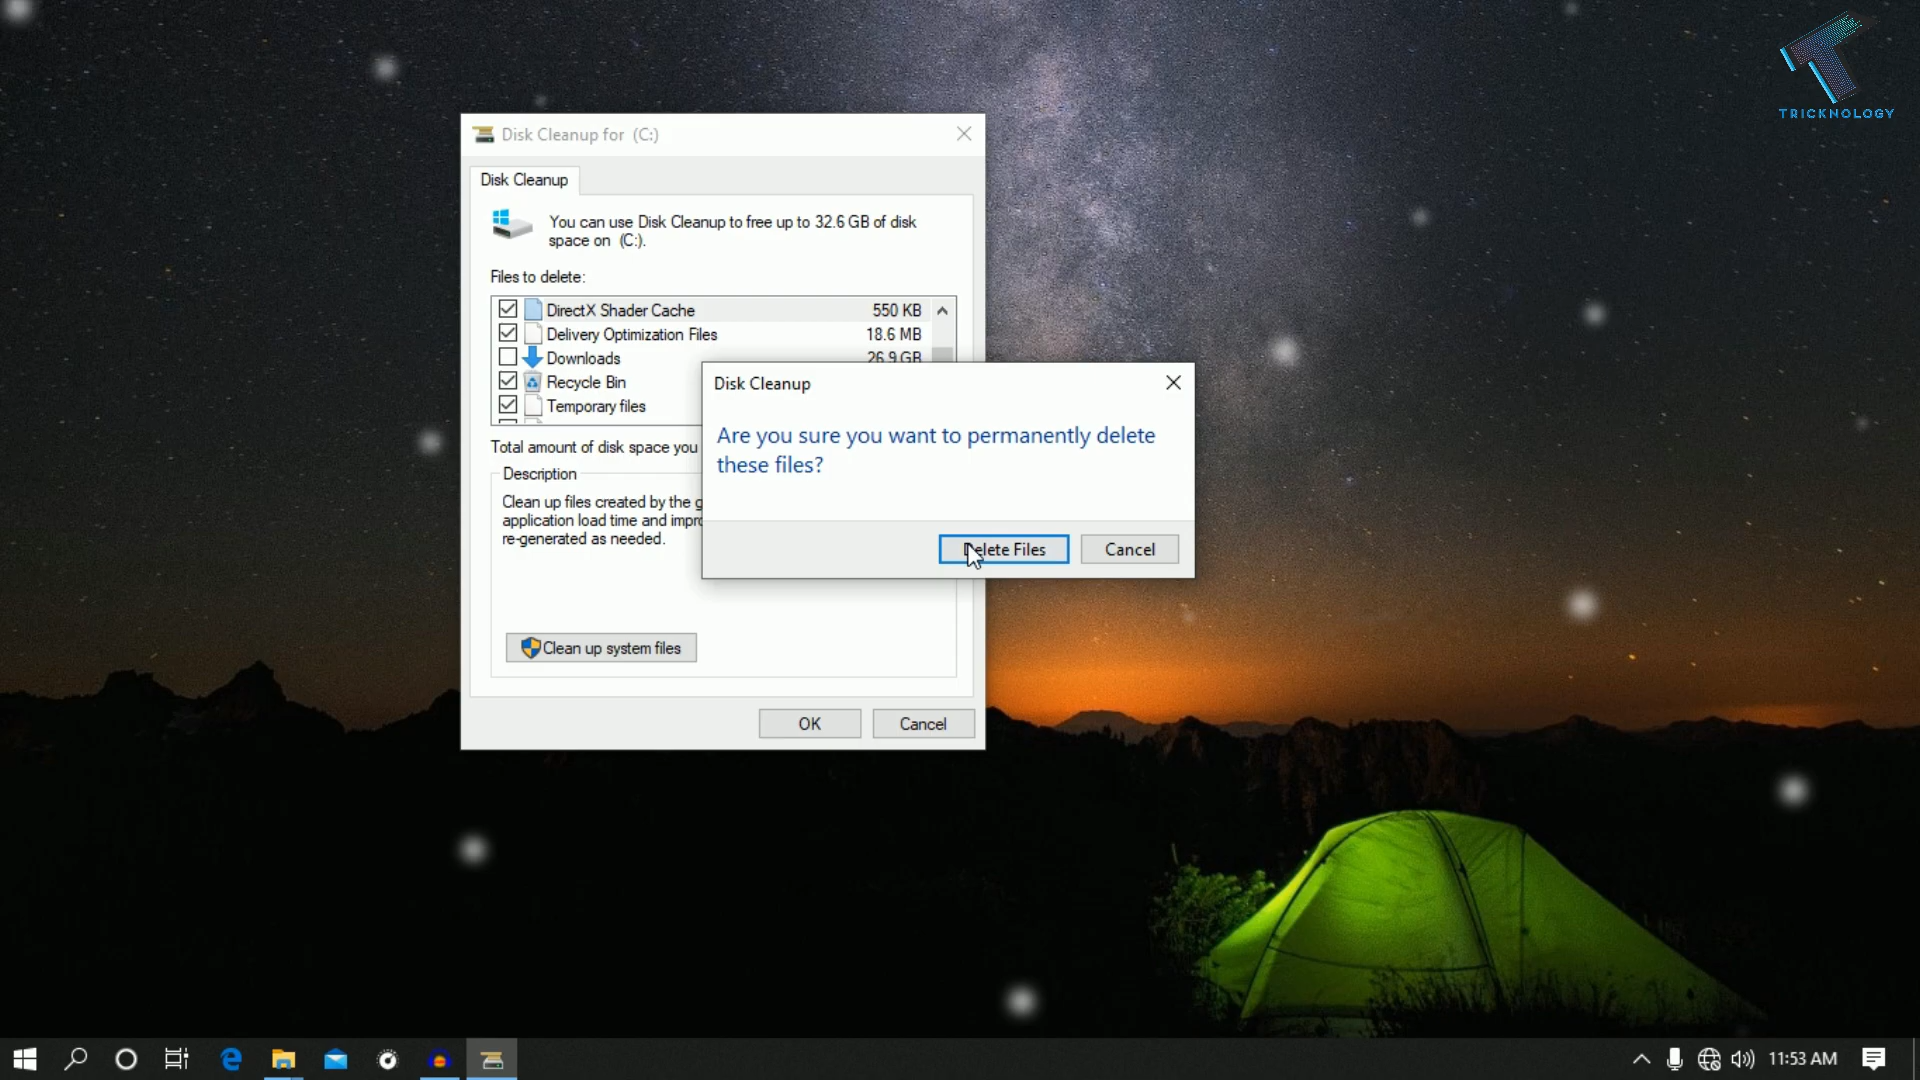 TRICKNOLOGY
Disk Cleanup for (C:)
Disk Cleanup
You can use Disk Cleanup to free up to 32.6 GB of disk
space on (C:).
Files to delete:
DirectX Shader Cache 550 KB
Delivery Optimization Files 18.6 MB
Downloads 26.9 GB
Recycle Bin
Temporary files
Total amount of disk space you
Description
Clean up files created by the g
application load time and impro
re-generated as needed.
Clean up system files
OK Cancel
Disk Cleanup
Are you sure you want to permanently delete
these files?
Delete Files Cancel
11:53 AM